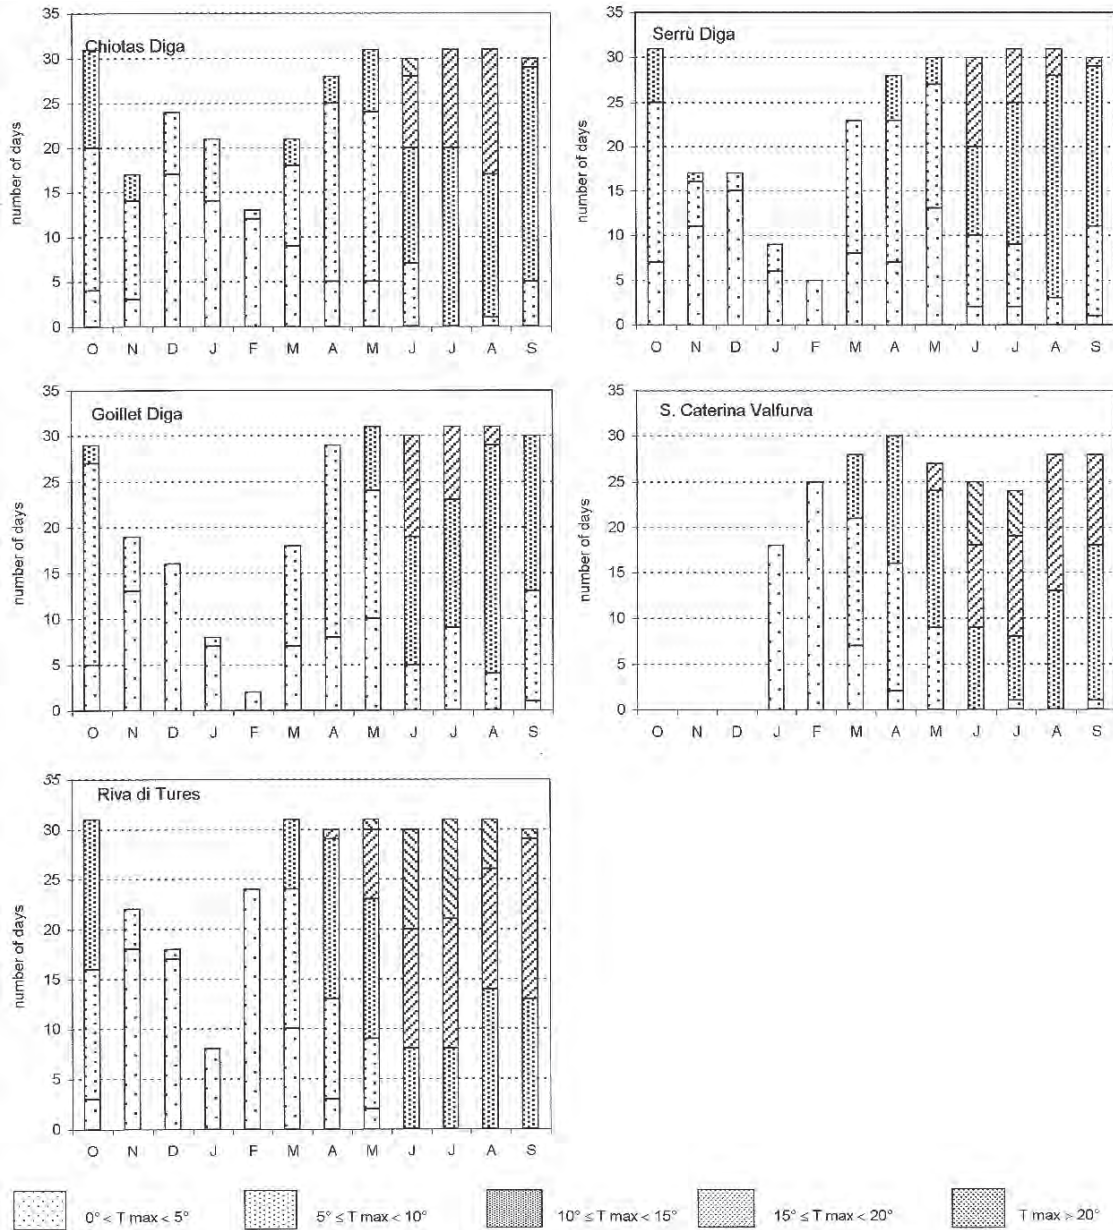 Chiotas Diga
number of days
35
30
25
20
15
10
5
0
O N D J F M A M J J A S
Serrù Diga
number of days
35
30
25
20
15
10
5
0
O N D J F M A M J J A S
Goillet Diga
number of days
35
30
25
20
15
10
5
0
O N D J F M A M J J A S
S. Caterina Valfurva
number of days
35
30
25
20
15
10
5
0
O N D J F M A M J J A S
Riva di Tures
number of days
35
30
25
20
15
10
5
0
O N D J F M A M J J A S
0° < T max < 5° 5° ≤ T max < 10° 10° ≤ T max < 15° 15° ≤ T max < 20° T max > 20°